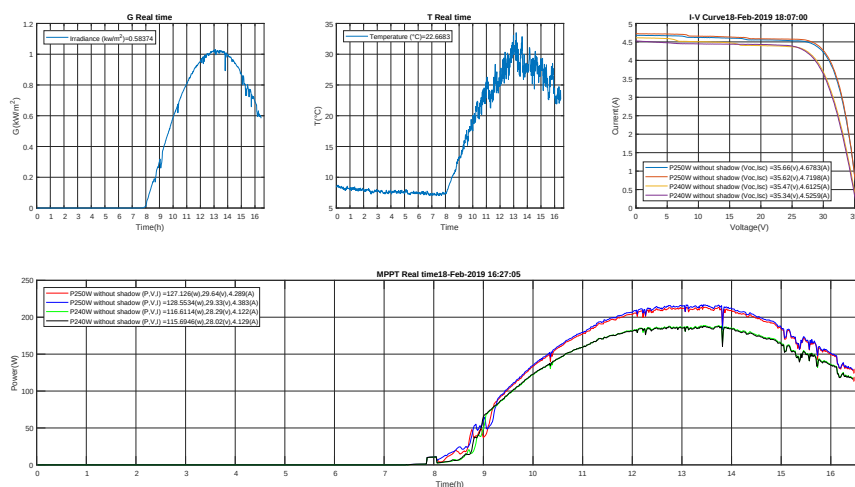 G Real time
1.2
1
0.8
0.6
0.4
0.2
0
G(kW/m²)
Irradiance (kw/m²)=0.58374
0 1 2 3 4 5 6 7 8 9 10 11 12 13 14 15 16
Time(h)
T Real time
35
30
25
20
15
10
5
T(°C)
Temperature (°C)=22.6683
0 1 2 3 4 5 6 7 8 9 10 11 12 13 14 15 16
Time
I-V Curve18-Feb-2019 18:07:00
5
4.5
4
3.5
3
2.5
2
1.5
1
0.5
0
Current(A)
P250W without shadow (Voc,Isc) =35.66(v),4.6783(A)
P250W without shadow (Voc,Isc) =35.62(v),4.7198(A)
P240W without shadow (Voc,Isc) =35.47(v),4.6125(A)
P240W without shadow (Voc,Isc) =35.34(v),4.5259(A)
0 5 10 15 20 25 30 35
Voltage(V)
MPPT Real time18-Feb-2019 16:27:05
250
200
150
100
50
0
Power(W)
P250W without shadow (P,V,I) =127.126(w),29.64(v),4.289(A)
P250W without shadow (P,V,I) =128.5534(w),29.33(v),4.383(A)
P240W without shadow (P,V,I) =116.6114(w),28.29(v),4.122(A)
P240W without shadow (P,V,I) =115.6946(w),28.02(v),4.129(A)
0 1 2 3 4 5 6 7 8 9 10 11 12 13 14 15 16
Time(h)